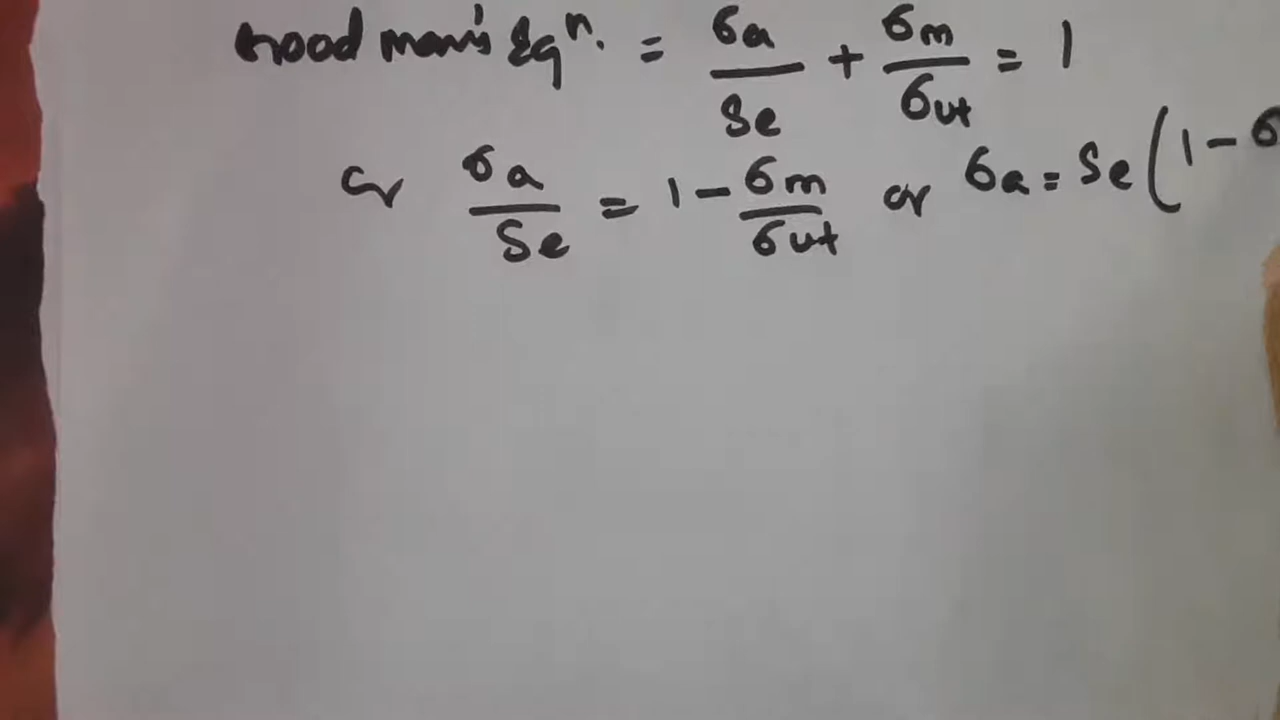 Goodman's Eqn. = σa/Se + σm/σut = 1
or σa/Se = 1 - σm/σut or σa = Se(1 - σ